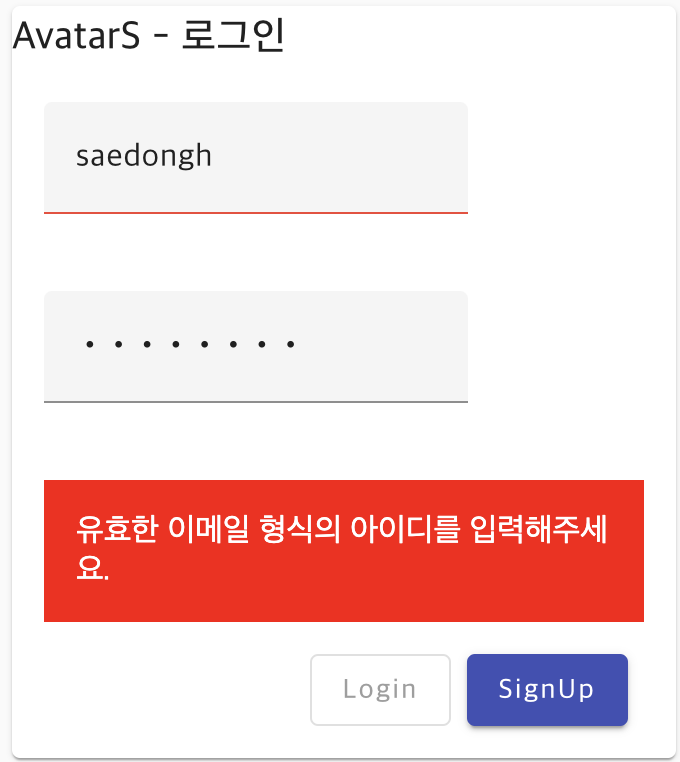 AvatarS - 로그인
saedongh
유효한 이메일 형식의 아이디를 입력해주세
요.
Login
SignUp